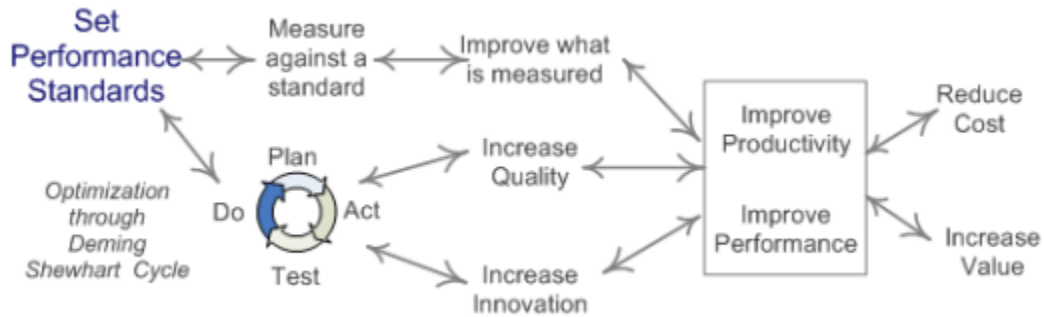 Set
Performance
Standards
Measure
against a
standard
Improve what
is measured
Plan
Do
Act
Test
Optimization
through
Deming
Shewhart Cycle
Increase
Quality
Increase
Innovation
Improve
Productivity
Improve
Performance
Reduce
Cost
Increase
Value